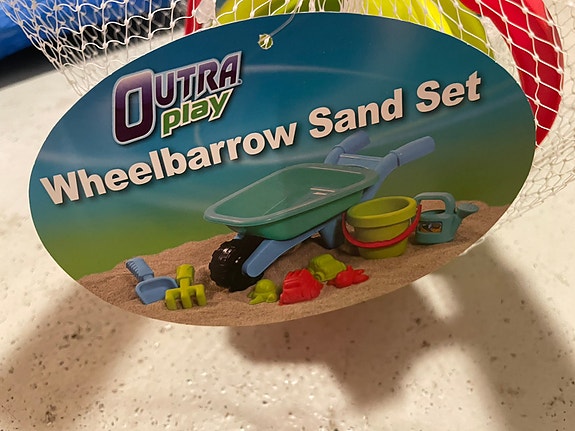 OUTRA
play
Wheelbarrow Sand Set